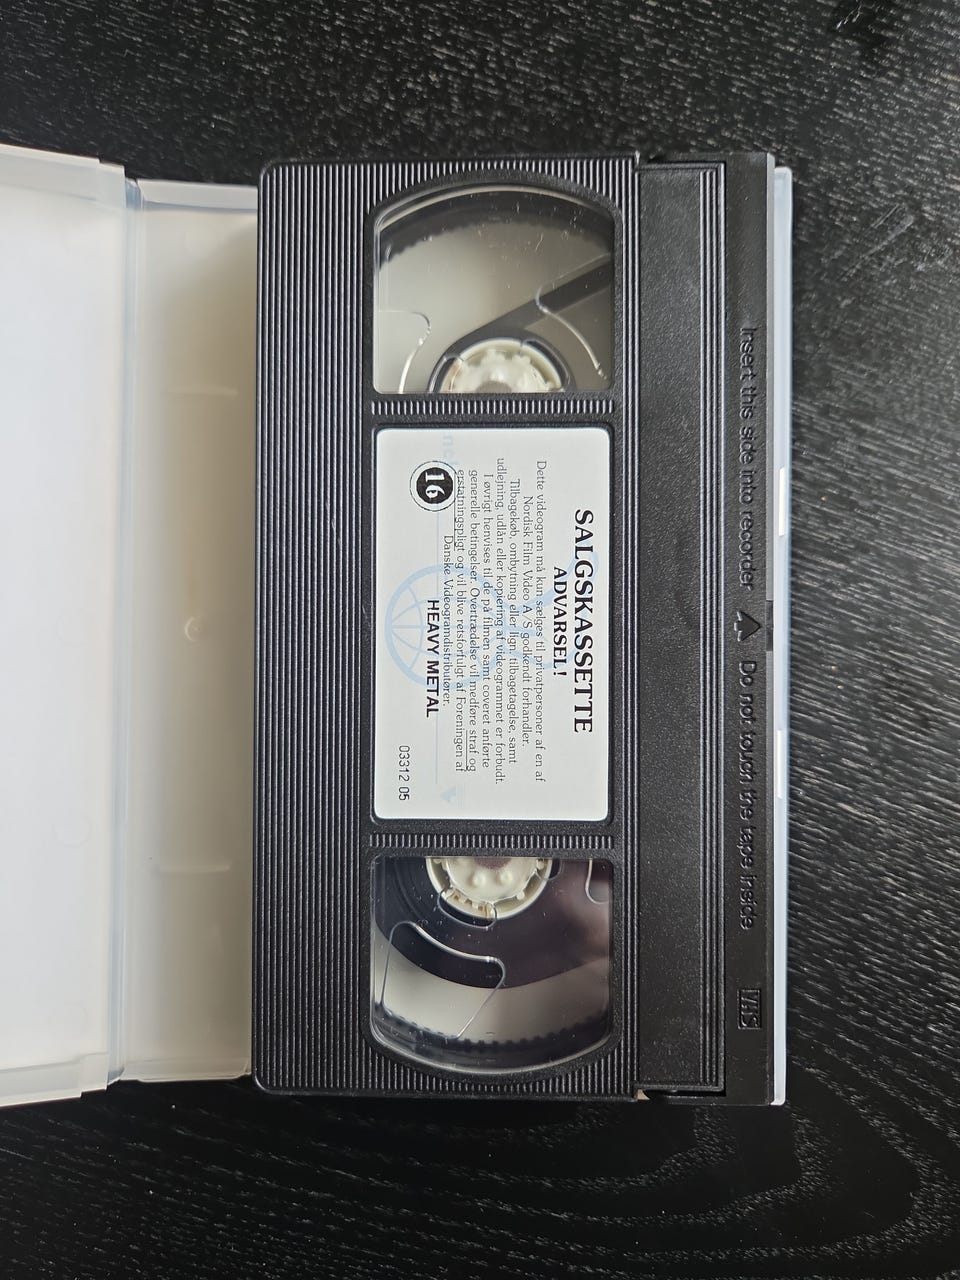 Insert this side into recorder ▲ Do not touch the tape inside
VHS
SALGSKASSETTE
ADVARSEL!
Dette videogram må kun sælges til privatpersoner af en af
Nordisk Film Video A/S godkendt forhandler.
Tilbagekøb, ombytning eller lign. tilbagetagelse, samt
udlejning, udlån eller kopiering af videogrammet er forbudt.
I øvrigt henvises til de på filmen samt coveret anførte
generelle betingelser. Overtrædelse vil medføre straf og
erstatningspligt og vil blive retsforfulgt af Foreningen af
Danske Videogramdistributører.
16
HEAVY METAL
03312 05